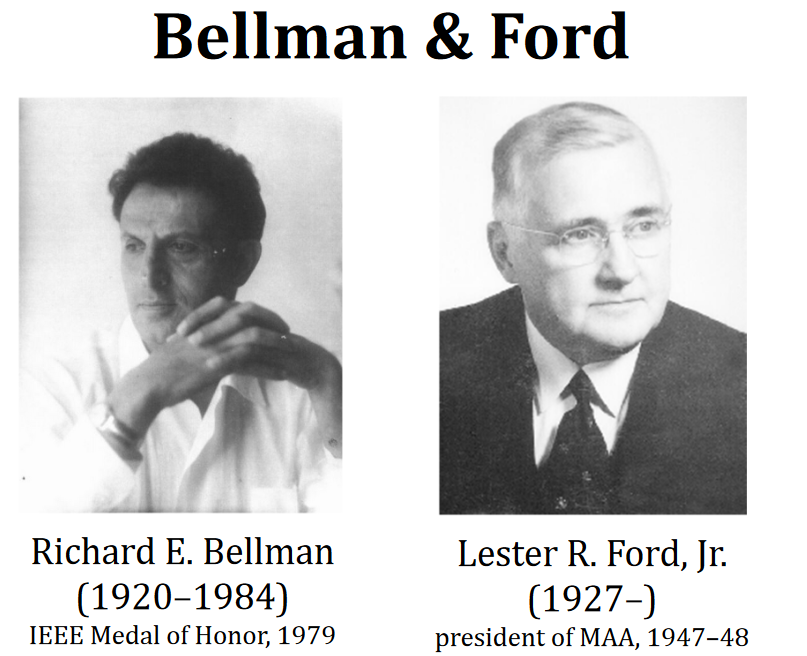 Bellman & Ford
Richard E. Bellman
(1920–1984)
IEEE Medal of Honor, 1979
Lester R. Ford, Jr.
(1927–)
president of MAA, 1947–48